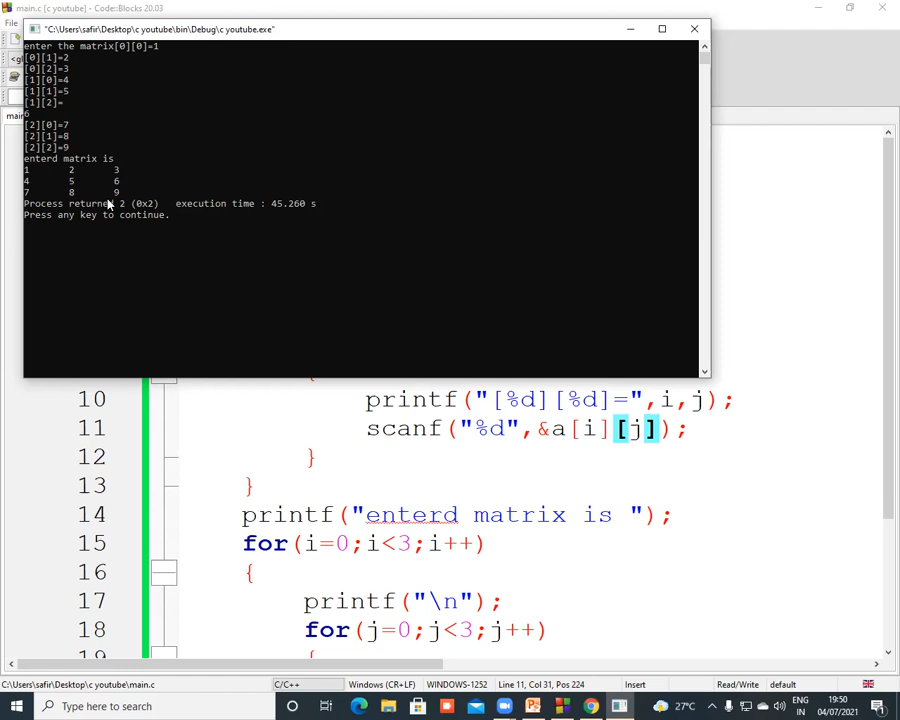 main.c [c youtube] - Code::Blocks 20.03
File
"C:\Users\safir\Desktop\c youtube\bin\Debug\c youtube.exe"
enter the matrix[0][0]=1
[0][1]=2
[0][2]=3
[1][0]=4
[1][1]=5
[1][2]=
6
[2][0]=7
[2][1]=8
[2][2]=9
enterd matrix is
1 2 3
4 5 6
7 8 9
Process returned 2 (0x2) execution time : 45.260 s
Press any key to continue.
10 printf("[%d][%d]=",i,j);
11 scanf("%d",&a[i][j]);
12 }
13 }
14 printf("enterd matrix is ");
15 for(i=0;i<3;i++)
16 {
17 printf("\n");
18 for(j=0;j<3;j++)
19 {
C:\Users\safir\Desktop\c youtube\main.c C/C++ Windows (CR+LF) WINDOWS-1252 Line 11, Col 31, Pos 224 Insert Read/Write default
Type here to search 27°C ENG IN 19:50 04/07/2021 1